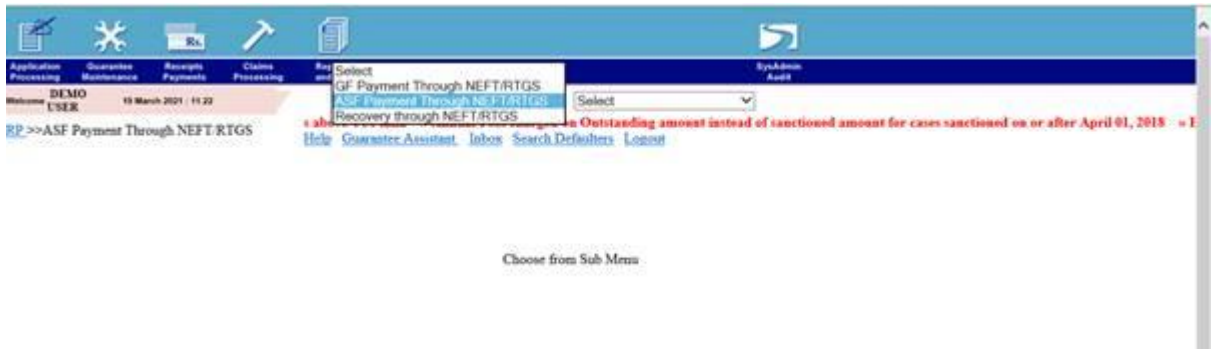 Rs.
Application Processing
Guarantee Maintenance
Receipts Payments
Claims Processing
SysAdmin Audit
Select
GF Payment Through NEFT/RTGS
ASF Payment Through NEFT/RTGS
Recovery through NEFT/RTGS
Select
Welcome DEMO USER 19 March 2021 : 11 22
RP >>ASF Payment Through NEFT RTGS
on Outstanding amount instead of sanctioned amount for cases sanctioned on or after April 01, 2018
Help Guarantee Assistant Inbox Search Defaulters Logout
Choose from Sub Menu